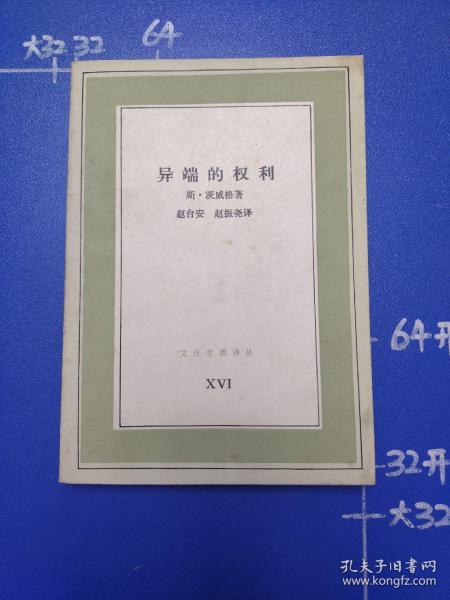 大32 32 64
异端的权利
斯·茨威格著
赵台安 赵振尧译
文化生活译丛
XVI
64开
32开
大32
孔夫子旧书网
www.kongfz.com